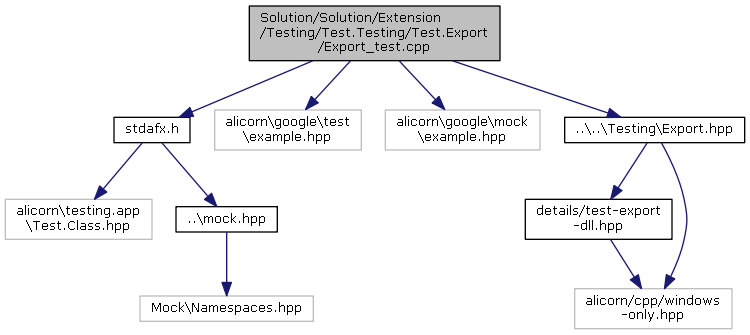 Solution/Solution/Extension
/Testing/Test.Testing/Test.Export
/Export_test.cpp
stdafx.h
alicorn\google\test
\example.hpp
alicorn\google\mock
\example.hpp
..\..\Testing\Export.hpp
alicorn\testing.app
\Test.Class.hpp
..\mock.hpp
details/test-export
-dll.hpp
Mock\Namespaces.hpp
alicorn/cpp/windows
-only.hpp